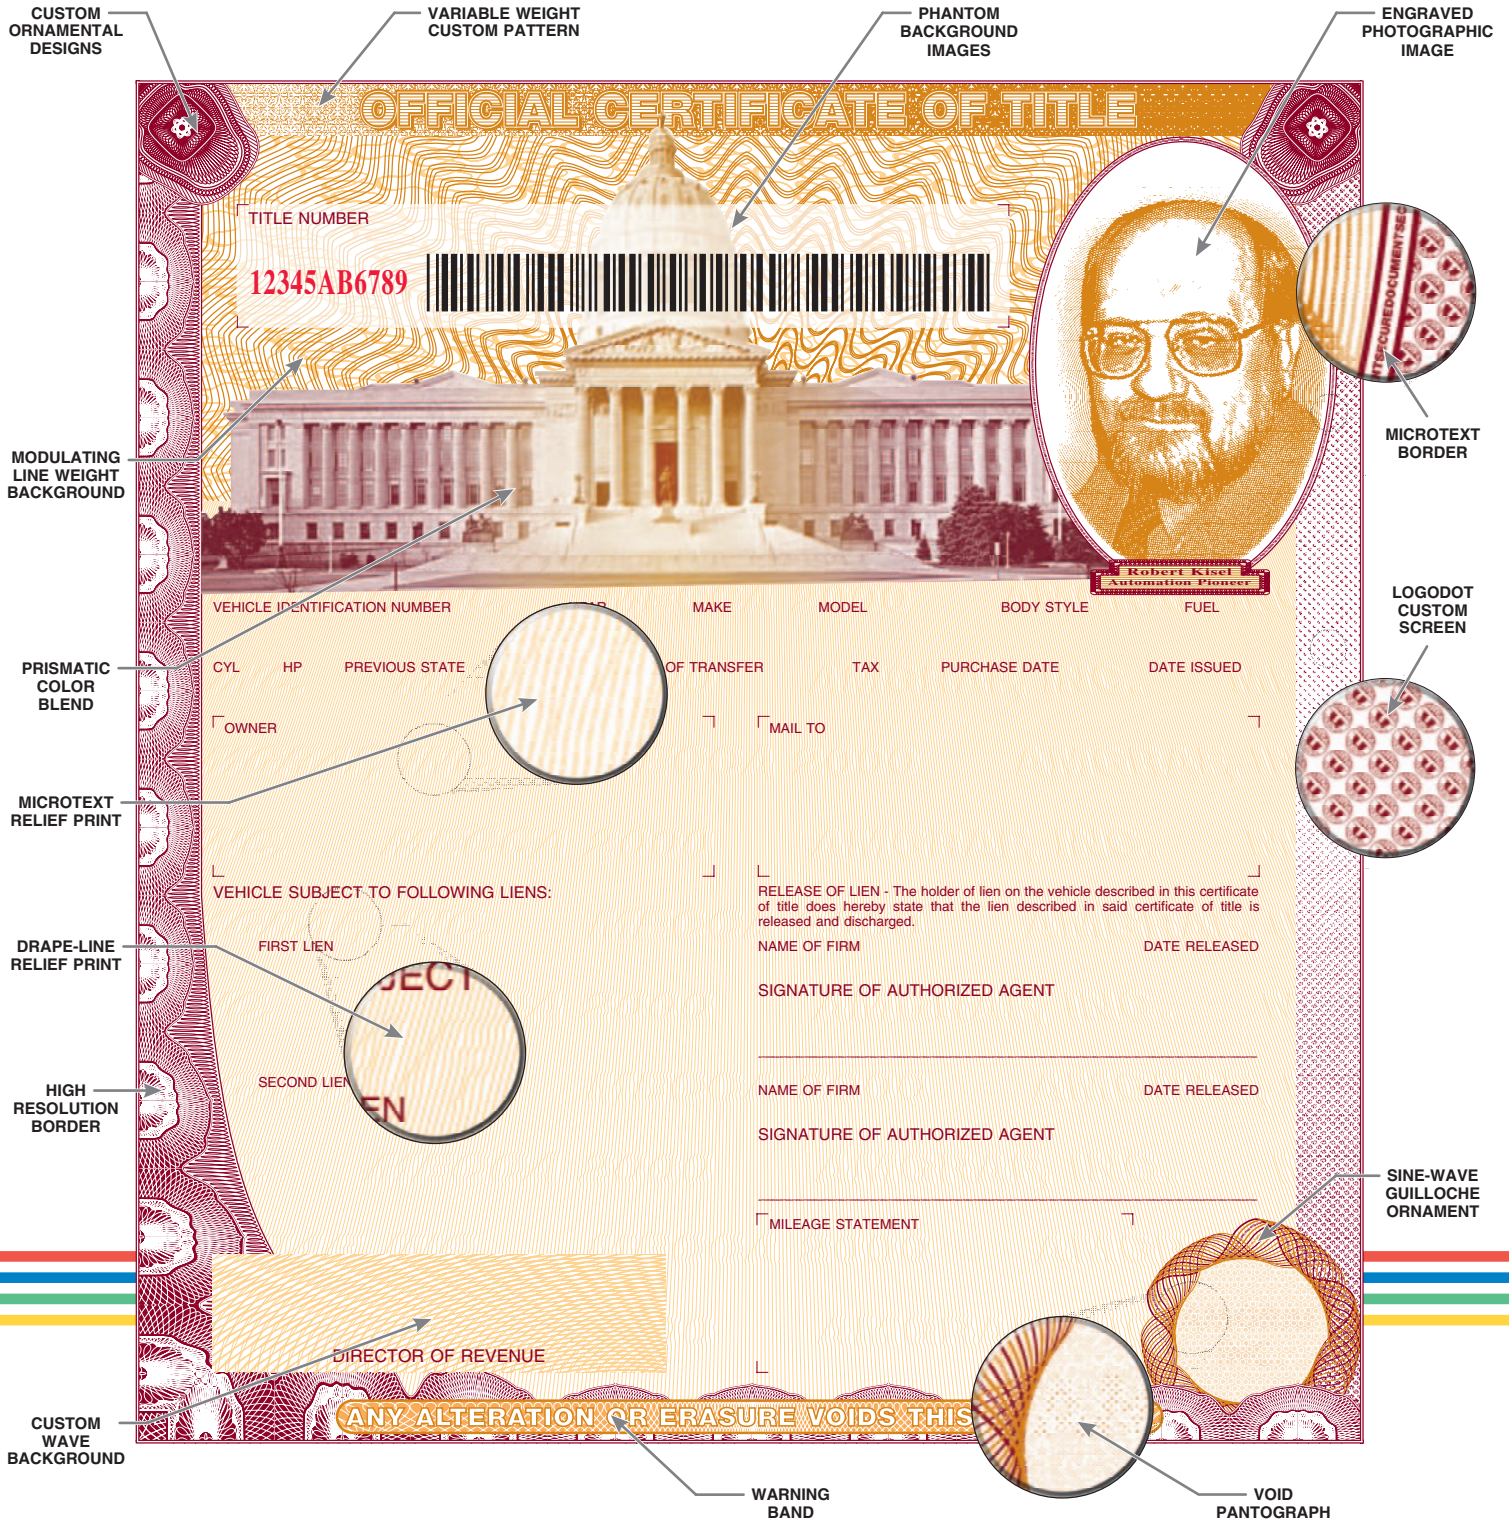 CUSTOM
ORNAMENTAL
DESIGNS
VARIABLE WEIGHT
CUSTOM PATTERN
PHANTOM
BACKGROUND
IMAGES
ENGRAVED
PHOTOGRAPHIC
IMAGE
OFFICIAL CERTIFICATE OF TITLE
TITLE NUMBER
12345AB6789
NTSECUREDOCUMENTSEC
MICROTEXT
BORDER
MODULATING
LINE WEIGHT
BACKGROUND
Robert Kisel
Automation Pioneer
LOGODOT
CUSTOM
SCREEN
VEHICLE IDENTIFICATION NUMBER MAKE MODEL BODY STYLE FUEL
PRISMATIC
COLOR
BLEND
CYL HP PREVIOUS STATE OF TRANSFER TAX PURCHASE DATE DATE ISSUED
OWNER
MAIL TO
MICROTEXT
RELIEF PRINT
VEHICLE SUBJECT TO FOLLOWING LIENS:
RELEASE OF LIEN - The holder of lien on the vehicle described in this certificate
of title does hereby state that the lien described in said certificate of title is
released and discharged.
DRAPE-LINE
RELIEF PRINT
FIRST LIEN
JECT
NAME OF FIRM DATE RELEASED
SIGNATURE OF AUTHORIZED AGENT
SECOND LIEN
EN
HIGH
RESOLUTION
BORDER
NAME OF FIRM DATE RELEASED
SIGNATURE OF AUTHORIZED AGENT
SINE-WAVE
GUILLOCHE
ORNAMENT
MILEAGE STATEMENT
DIRECTOR OF REVENUE
ANY ALTERATION OR ERASURE VOIDS THIS
CUSTOM
WAVE
BACKGROUND
WARNING
BAND
VOID
PANTOGRAPH